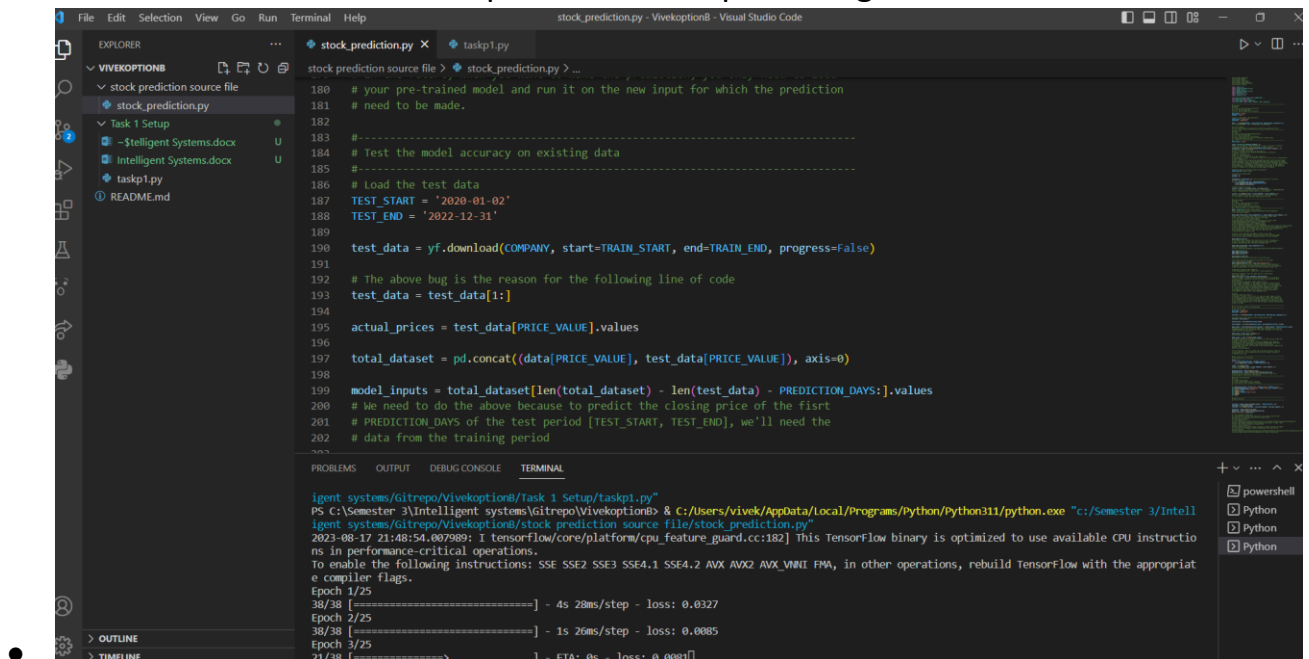 File Edit Selection View Go Run Terminal Help
stock_prediction.py - VivekoptionB - Visual Studio Code
EXPLORER
VIVEKOPTIONB
stock prediction source file
stock_prediction.py
Task 1 Setup
~$telligent Systems.docx U
Intelligent Systems.docx U
taskp1.py
README.md
OUTLINE
TIMELINE
2
stock_prediction.py taskp1.py
stock prediction source file > stock_prediction.py > ...
180 # your pre-trained model and run it on the new input for which the prediction
181 # need to be made.
182
183 #------------------------------------------------------------------------------
184 # Test the model accuracy on existing data
185 #------------------------------------------------------------------------------
186 # Load the test data
187 TEST_START = '2020-01-02'
188 TEST_END = '2022-12-31'
189
190 test_data = yf.download(COMPANY, start=TRAIN_START, end=TRAIN_END, progress=False)
191
192 # The above bug is the reason for the following line of code
193 test_data = test_data[1:]
194
195 actual_prices = test_data[PRICE_VALUE].values
196
197 total_dataset = pd.concat((data[PRICE_VALUE], test_data[PRICE_VALUE]), axis=0)
198
199 model_inputs = total_dataset[len(total_dataset) - len(test_data) - PREDICTION_DAYS:].values
200 # We need to do the above because to predict the closing price of the fisrt
201 # PREDICTION_DAYS of the test period [TEST_START, TEST_END], we'll need the
202 # data from the training period
PROBLEMS OUTPUT DEBUG CONSOLE TERMINAL
igent systems/Gitrepo/VivekoptionB/Task 1 Setup/taskp1.py"
PS C:\Semester 3\Intelligent systems\Gitrepo\VivekoptionB> & C:/Users/vivek/AppData/Local/Programs/Python/Python311/python.exe "c:/Semester 3/Intell
igent systems/Gitrepo/VivekoptionB/stock prediction source file/stock_prediction.py"
2023-08-17 21:48:54.007989: I tensorflow/core/platform/cpu_feature_guard.cc:182] This TensorFlow binary is optimized to use available CPU instructio
ns in performance-critical operations.
To enable the following instructions: SSE SSE2 SSE3 SSE4.1 SSE4.2 AVX AVX2 AVX_VNNI FMA, in other operations, rebuild TensorFlow with the appropriat
e compiler flags.
Epoch 1/25
38/38 [==============================] - 4s 28ms/step - loss: 0.0327
Epoch 2/25
38/38 [==============================] - 1s 26ms/step - loss: 0.0085
Epoch 3/25
21/38 [===============>..............] - ETA: 0s - loss: 0.0081
powershell
Python
Python
Python